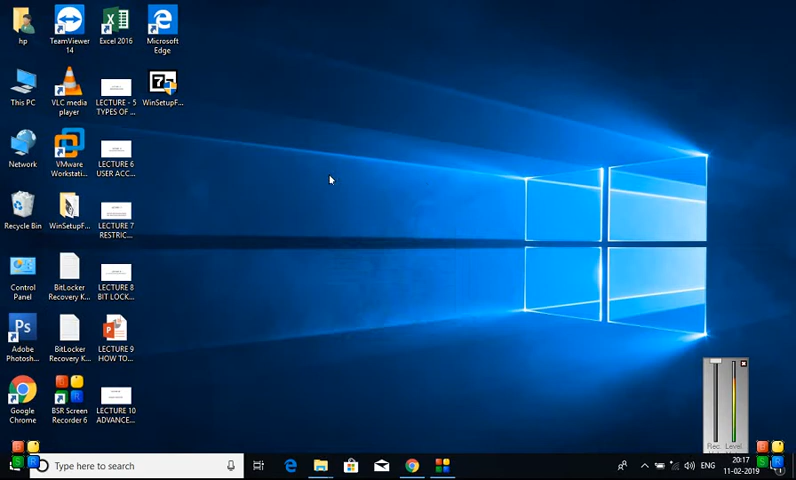 hp
TeamViewer
14
Excel 2016
Microsoft
Edge
This PC
VLC media
player
LECTURE - 5
TYPES OF ...
WinSetupF...
Network
VMware
Workstati...
LECTURE 6
USER ACC...
Recycle Bin
WinSetupF...
LECTURE 7
RESTRIC...
Control
Panel
BitLocker
Recovery K...
LECTURE 8
BIT LOCK...
Ps
Adobe
Photosh...
BitLocker
Recovery K...
LECTURE 9
HOW TO...
Google
Chrome
BSR Screen
Recorder 6
LECTURE 10
ADVANCE...
Rec.
Level
Type here to search
ENG
20:17
11-02-2019